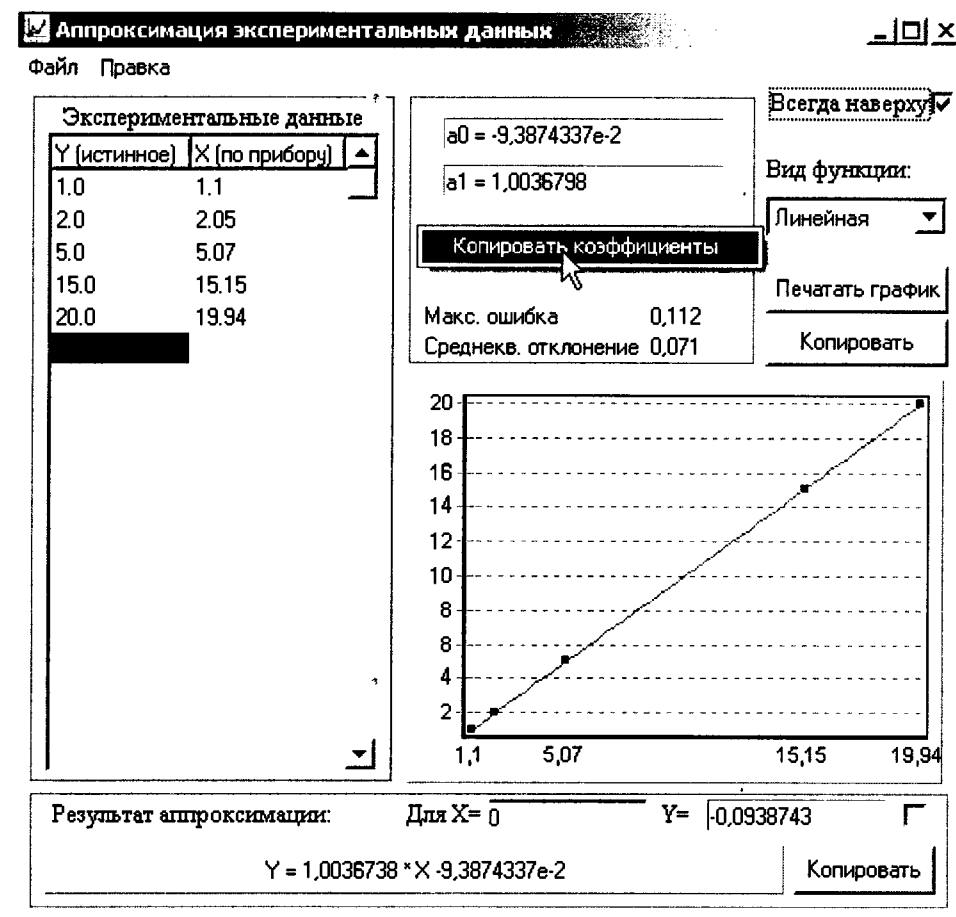 Аппроксимация экспериментальных данных
Файл Правка
Экспериментальные данные
Y (истинное) X (по прибору)
1.0 1.1
2.0 2.05
5.0 5.07
15.0 15.15
20.0 19.94
a0 = -9,3874337e-2
a1 = 1,0036798
Копировать коэффициенты
Макс. ошибка 0,112
Среднекв. отклонение 0,071
Всегда наверху
Вид функции:
Линейная
Печатать график
Копировать
20
18
16
14
12
10
8
8
4
2
1,1 5,07 15,15 19,94
Результат аппроксимации: Для X= 0 Y= -0,0938743
Y = 1,0036738 * X -9,3874337e-2
Копировать